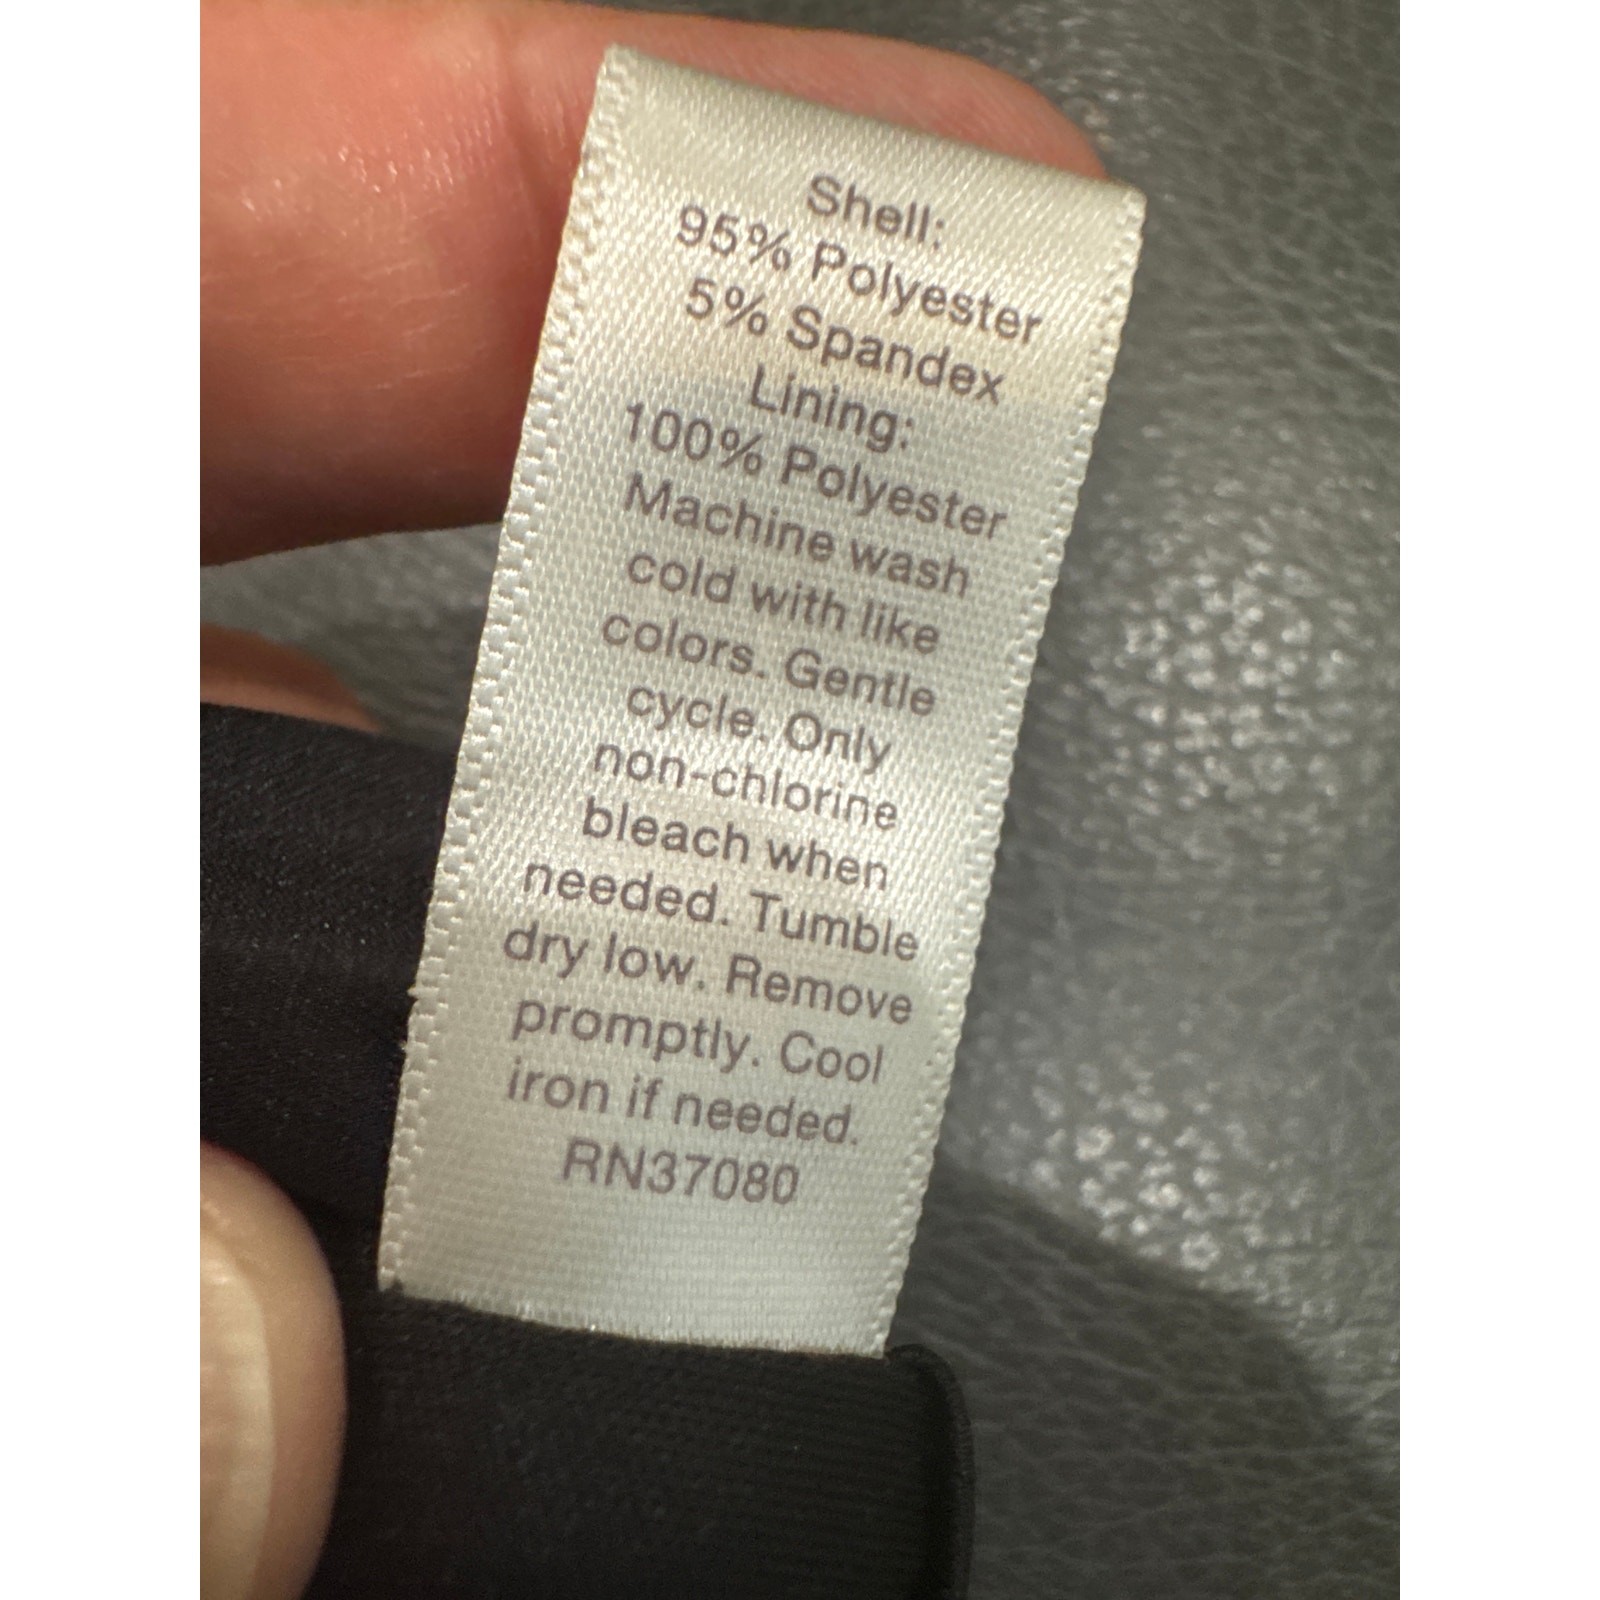 Shell:
95% Polyester
5% Spandex
Lining:
100% Polyester
Machine wash
cold with like
colors. Gentle
cycle. Only
non-chlorine
bleach when
needed. Tumble
dry low. Remove
promptly. Cool
iron if needed.
RN37080